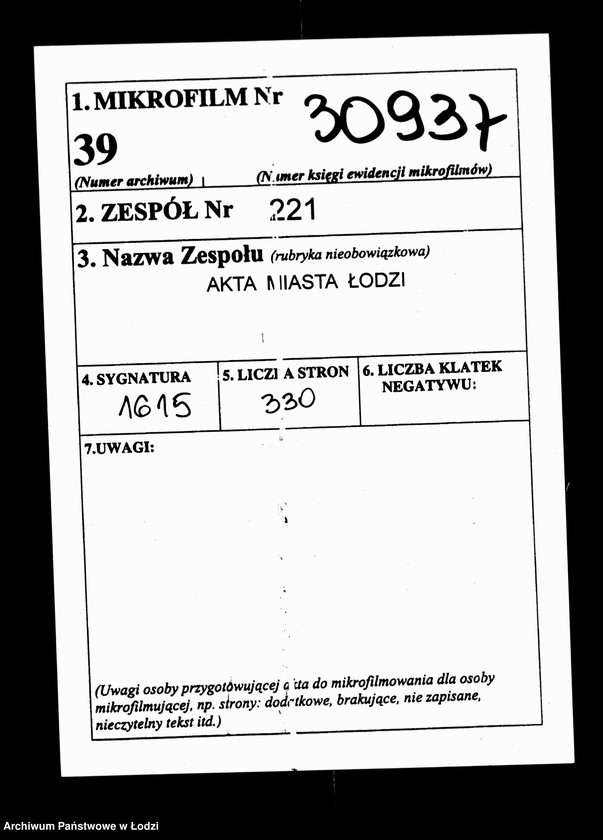 1. MIKROFILM Nr 30937
39
(Numer archiwum) (Numer księgi ewidencji mikrofilmów)
2. ZESPÓŁ Nr 221
3. Nazwa Zespołu (rubryka nieobowiązkowa)
AKTA MIASTA ŁODZI
4. SYGNATURA
1615
5. LICZBA STRON
330
6. LICZBA KLATEK
NEGATYWU:
7.UWAGI:
(Uwagi osoby przygotowującej akta do mikrofilmowania dla osoby
mikrofilmującej, np. strony: dodatkowe, brakujące, nie zapisane,
nieczytelny tekst itd.)
Archiwum Państwowe w Łodzi